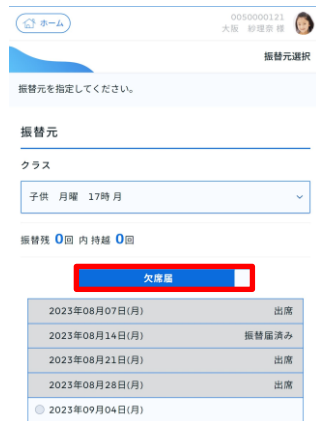 ホーム
0050000121
大阪 紗理奈 様
振替元選択
振替元を指定してください。
振替元
クラス
子供 月曜 17時 月
振替残 0回 内 持越 0回
欠席届
2023年08月07日(月) 出席
2023年08月14日(月) 振替届済み
2023年08月21日(月) 出席
2023年08月28日(月) 出席
2023年09月04日(月)